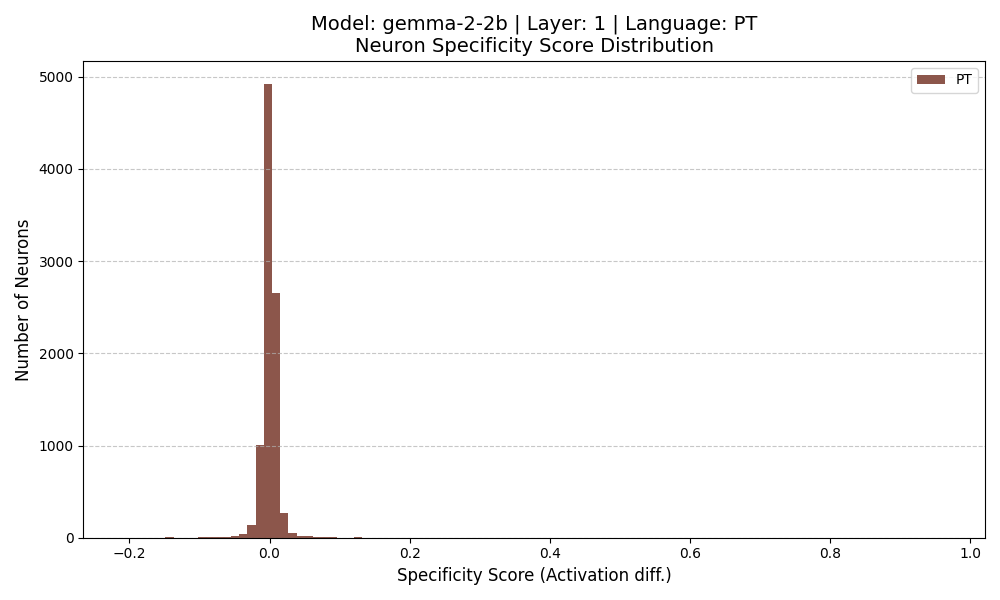 Model: gemma-2-2b | Layer: 1 | Language: PT
Neuron Specificity Score Distribution
PT
Number of Neurons
5000
4000
3000
2000
1000
0
−0.2
0.0
0.2
0.4
0.6
0.8
1.0
Specificity Score (Activation diff.)